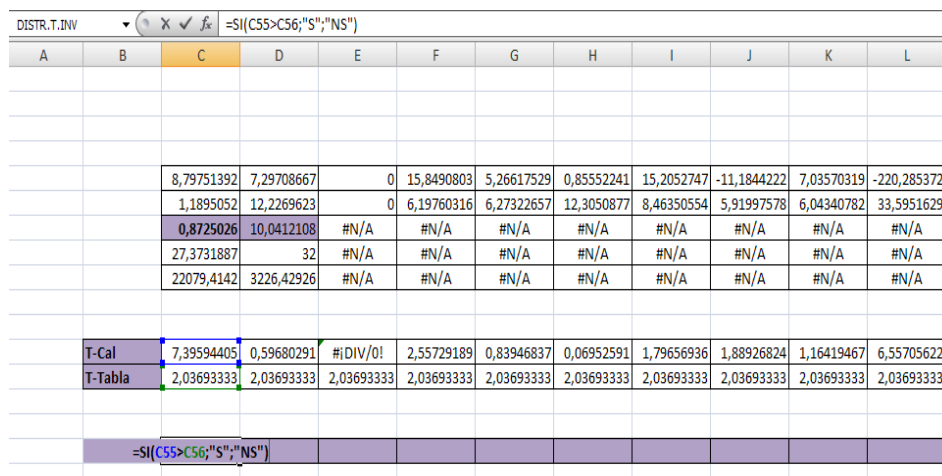 DISTR.T.INV fx =SI(C55>C56;"S";"NS")
A B C D E F G H I J K L
8,79751392 7,29708667 0 15,8490803 5,26617529 0,85552241 15,2052747 -11,1844222 7,03570319 -220,285372
1,1895052 12,2269623 0 6,19760316 6,27322657 12,3050877 8,46350554 5,91997578 6,04340782 33,5951629
0,8725026 10,0412108 #N/A #N/A #N/A #N/A #N/A #N/A #N/A #N/A
27,3731887 32 #N/A #N/A #N/A #N/A #N/A #N/A #N/A #N/A
22079,4142 3226,42926 #N/A #N/A #N/A #N/A #N/A #N/A #N/A #N/A
T-Cal 7,39594405 0,59680291 #¡DIV/0! 2,55729189 0,83946837 0,06952591 1,79656936 1,88926824 1,16419467 6,55705622
T-Tabla 2,03693333 2,03693333 2,03693333 2,03693333 2,03693333 2,03693333 2,03693333 2,03693333 2,03693333 2,03693333
=SI(C55>C56;"S";"NS")